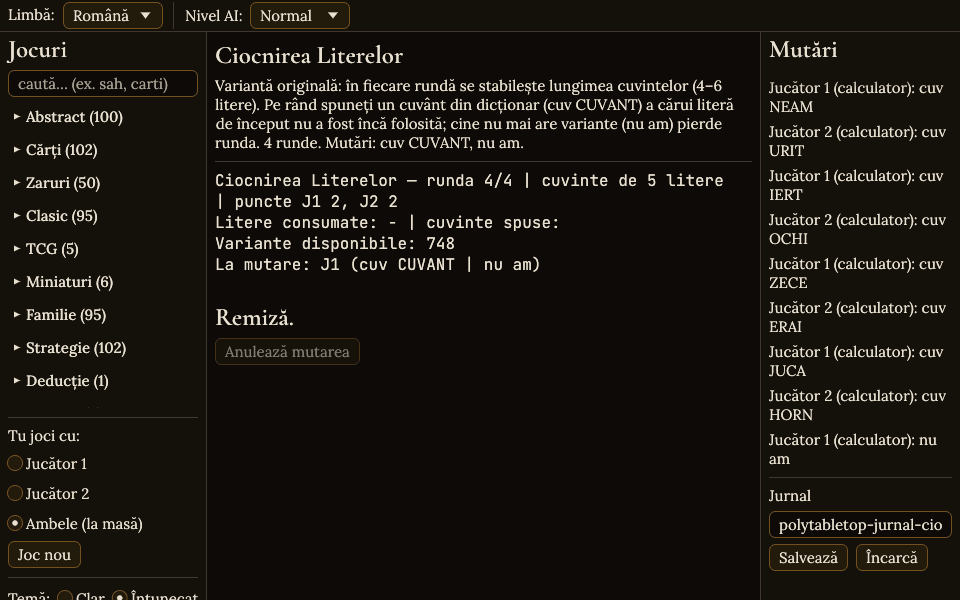 Limbă: Română ▼ Nivel AI: Normal ▼
Jocuri
caută... (ex. sah, carti)
▸ Abstract (100)
▸ Cărți (102)
▸ Zaruri (50)
▸ Clasic (95)
▸ TCG (5)
▸ Miniaturi (6)
▸ Familie (95)
▸ Strategie (102)
▸ Deducție (1)
Tu joci cu:
Jucător 1
Jucător 2
Ambele (la masă)
Joc nou
Temă: Clar Întunecat
Ciocnirea Literelor
Variantă originală: în fiecare rundă se stabilește lungimea cuvintelor (4–6
litere). Pe rând spuneți un cuvânt din dicționar (cuv CUVANT) a cărui literă
de început nu a fost încă folosită; cine nu mai are variante (nu am) pierde
runda. 4 runde. Mutări: cuv CUVANT, nu am.
Ciocnirea Literelor — runda 4/4 | cuvinte de 5 litere
| puncte J1 2, J2 2
Litere consumate: - | cuvinte spuse:
Variante disponibile: 748
La mutare: J1 (cuv CUVANT | nu am)
Remiză.
Anulează mutarea
Mutări
Jucător 1 (calculator): cuv
NEAM
Jucător 2 (calculator): cuv
URIT
Jucător 1 (calculator): cuv
IERT
Jucător 2 (calculator): cuv
OCHI
Jucător 1 (calculator): cuv
ZECE
Jucător 2 (calculator): cuv
ERAI
Jucător 1 (calculator): cuv
JUCA
Jucător 2 (calculator): cuv
HORN
Jucător 1 (calculator): nu
am
Jurnal
polytabletop-jurnal-cio
Salvează Încarcă